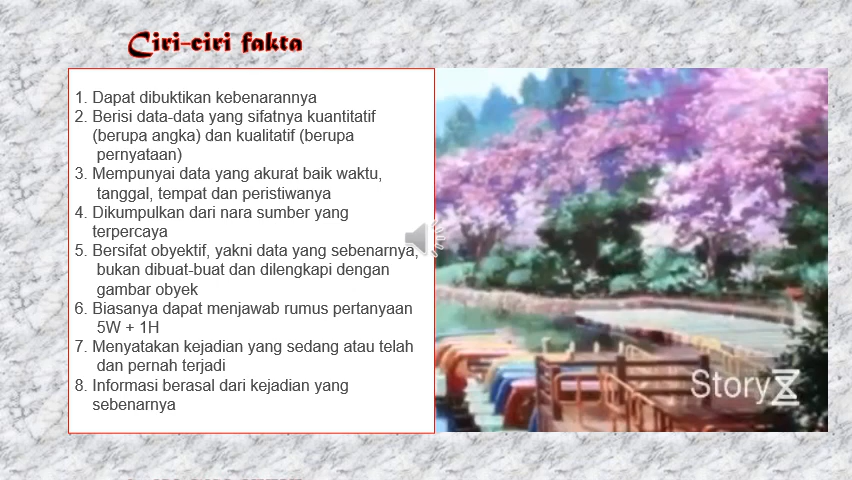 Ciri-ciri fakta
1. Dapat dibuktikan kebenarannya
2. Berisi data-data yang sifatnya kuantitatif
(berupa angka) dan kualitatif (berupa
pernyataan)
3. Mempunyai data yang akurat baik waktu,
tanggal, tempat dan peristiwanya
4. Dikumpulkan dari nara sumber yang
terpercaya
5. Bersifat obyektif, yakni data yang sebenarnya,
bukan dibuat-buat dan dilengkapi dengan
gambar obyek
6. Biasanya dapat menjawab rumus pertanyaan
5W + 1H
7. Menyatakan kejadian yang sedang atau telah
dan pernah terjadi
8. Informasi berasal dari kejadian yang
sebenarnya
StoryZ